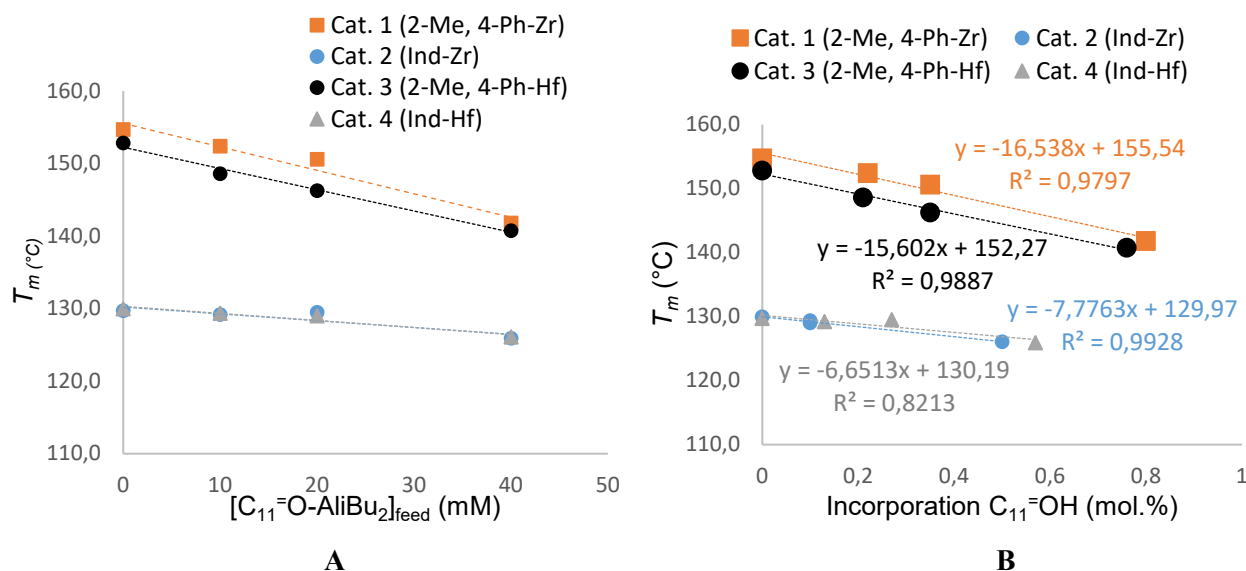 Cat. 1 (2-Me, 4-Ph-Zr)
Cat. 2 (Ind-Zr)
Cat. 3 (2-Me, 4-Ph-Hf)
Cat. 4 (Ind-Hf)
160,0
150,0
140,0
130,0
120,0
110,0
Tm (°C)
0 10 20 30 40 50
[C11=O-AliBu2]feed (mM)
A
Cat. 1 (2-Me, 4-Ph-Zr) Cat. 2 (Ind-Zr)
Cat. 3 (2-Me, 4-Ph-Hf) Cat. 4 (Ind-Hf)
160,0
150,0
140,0
130,0
120,0
110,0
Tm (°C)
y = -16,538x + 155,54
R² = 0,9797
y = -15,602x + 152,27
R² = 0,9887
y = -7,7763x + 129,97
R² = 0,9928
y = -6,6513x + 130,19
R² = 0,8213
0 0,2 0,4 0,6 0,8 1
Incorporation C11=OH (mol.%)
B